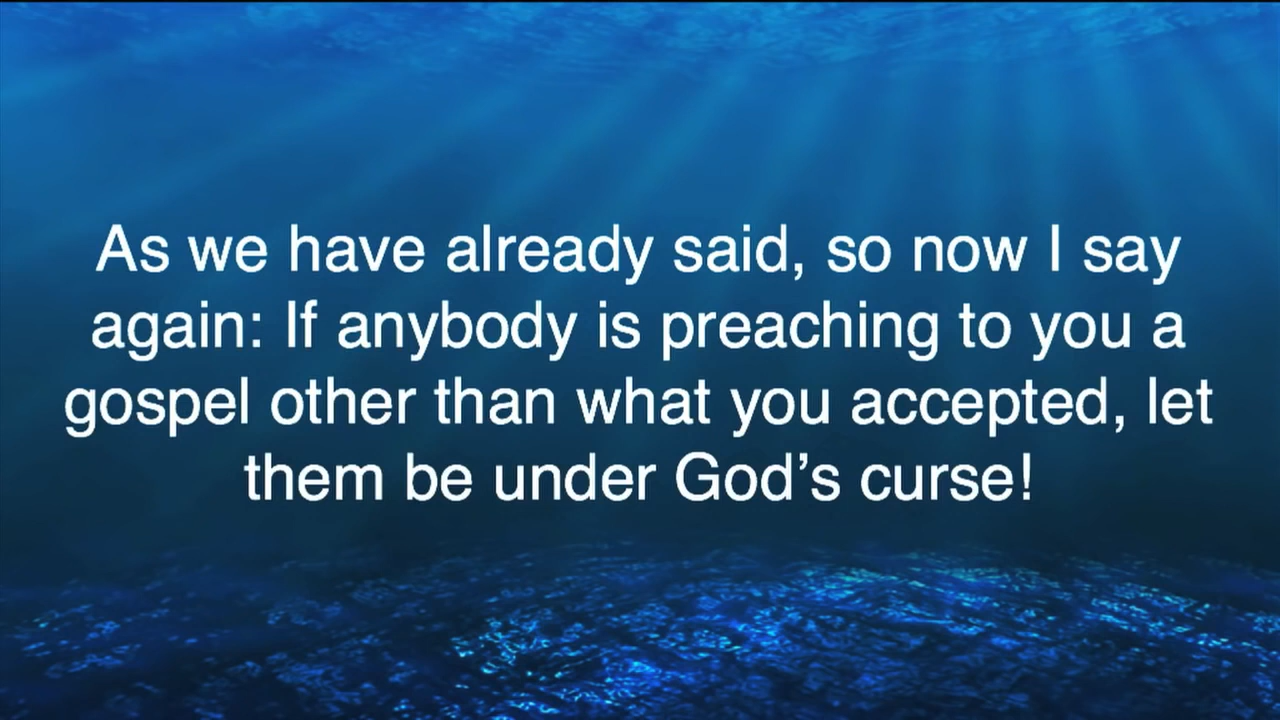 As we have already said, so now I say
again: If anybody is preaching to you a
gospel other than what you accepted, let
them be under God’s curse!